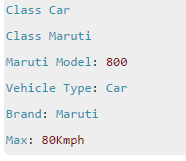 Class Car
Class Maruti
Maruti Model: 800
Vehicle Type: Car
Brand: Maruti
Max: 80Kmph